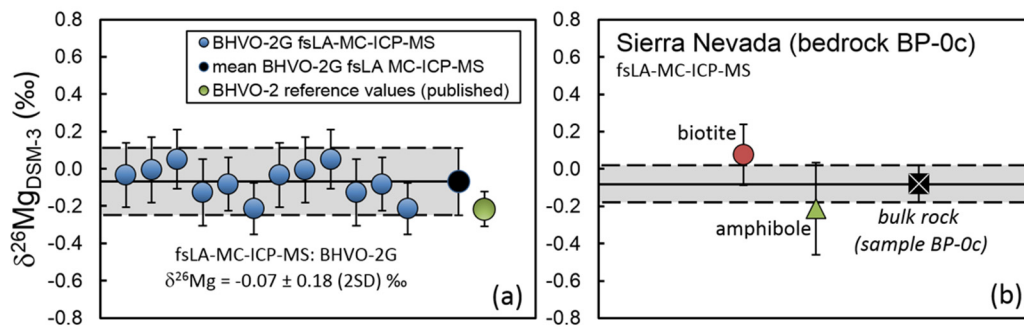 δ²⁶Mg_DSM-3 (‰)
0.8
0.6
0.4
0.2
0.0
-0.2
-0.4
-0.6
-0.8
BHVO-2G fsLA-MC-ICP-MS
mean BHVO-2G fsLA MC-ICP-MS
BHVO-2 reference values (published)
fsLA-MC-ICP-MS: BHVO-2G
δ²⁶Mg = -0.07 ± 0.18 (2SD) ‰
(a)
0.8
0.6
0.4
0.2
0.0
-0.2
-0.4
-0.6
-0.8
Sierra Nevada (bedrock BP-0c)
fsLA-MC-ICP-MS
biotite
amphibole
bulk rock
(sample BP-0c)
(b)